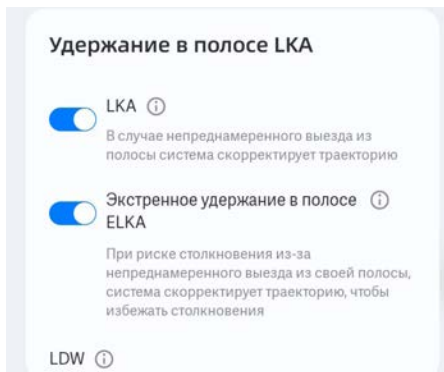 Удержание в полосе LKA
LKA
В случае непреднамеренного выезда из
полосы система скорректирует траекторию
Экстренное удержание в полосе
ELKA
При риске столкновения из-за
непреднамеренного выезда из своей полосы,
система скорректирует траекторию, чтобы
избежать столкновения
LDW